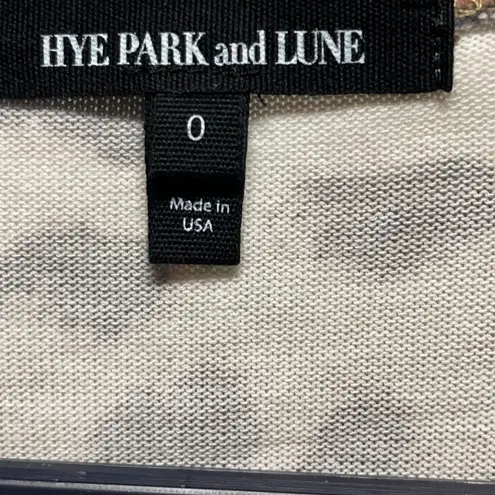 HYE PARK and LUNE
0
Made in
USA